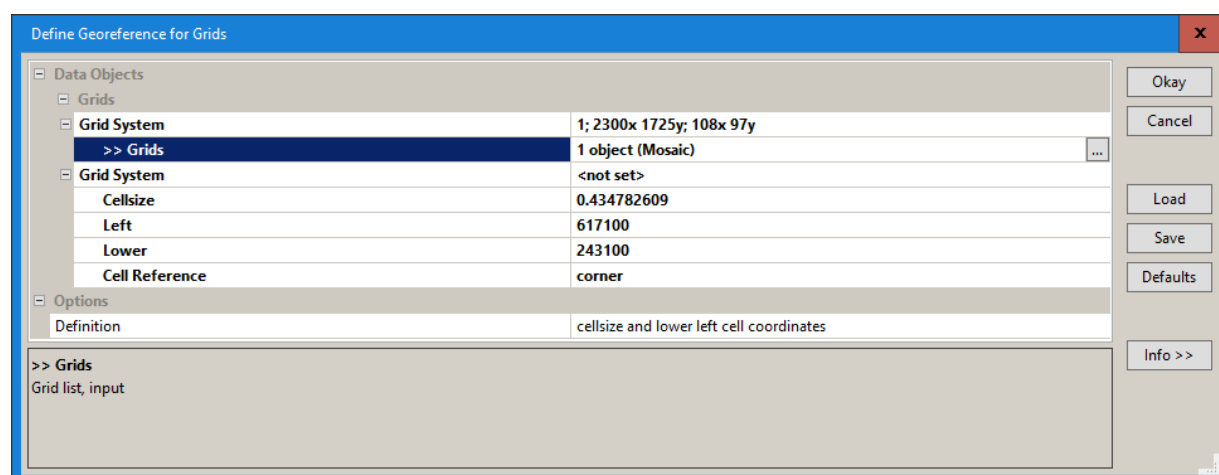 Define Georeference for Grids
x
Data Objects
Grids
Grid System 1; 2300x 1725y; 108x 97y
>> Grids 1 object (Mosaic) ...
Grid System <not set>
Cellsize 0.434782609
Left 617100
Lower 243100
Cell Reference corner
Options
Definition cellsize and lower left cell coordinates
>> Grids
Grid list, input
Okay
Cancel
Load
Save
Defaults
Info >>